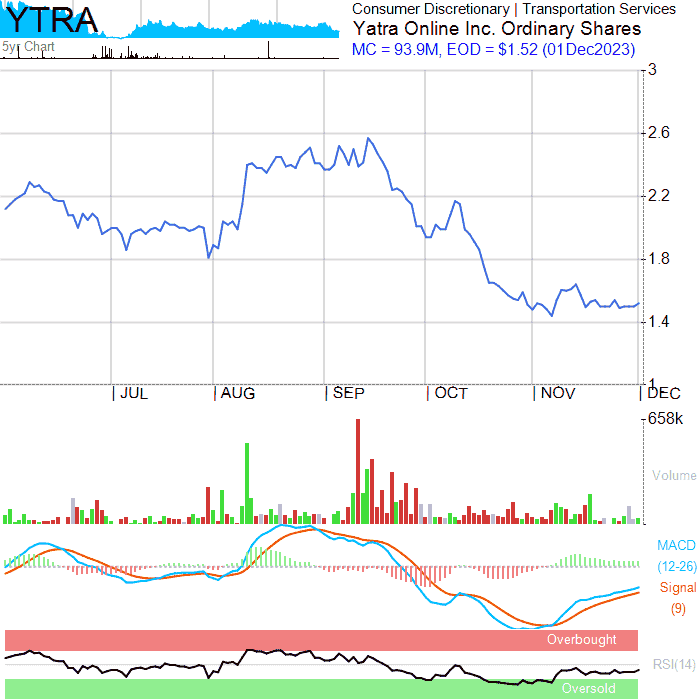 YTRA
5yr Chart
Consumer Discretionary | Transportation Services
Yatra Online Inc. Ordinary Shares
MC = 93.9M, EOD = $1.52 (01Dec2023)
3
2.6
2.2
1.8
1.4
1
JUL AUG SEP OCT NOV DEC
658k
Volume
MACD
(12-26)
Signal
(9)
Overbought
RSI(14)
Oversold